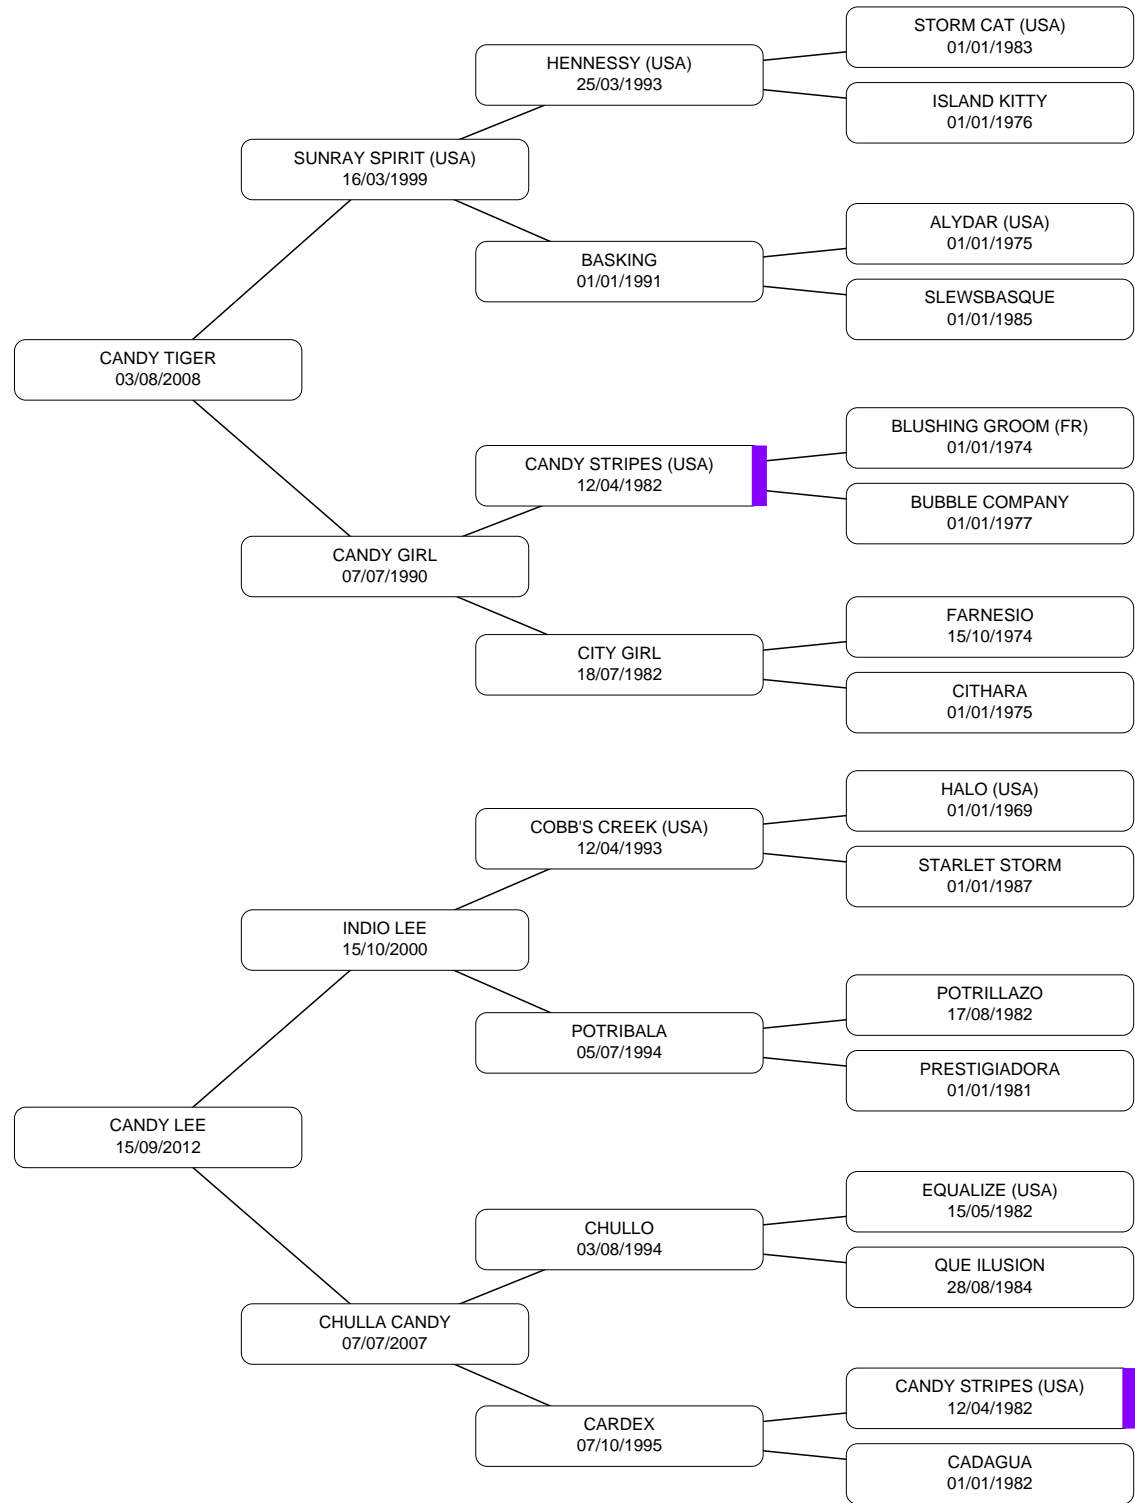 STORM CAT (USA)
01/01/1983
HENNESSY (USA)
25/03/1993
ISLAND KITTY
01/01/1976
SUNRAY SPIRIT (USA)
16/03/1999
ALYDAR (USA)
01/01/1975
BASKING
01/01/1991
SLEWSBASQUE
01/01/1985
CANDY TIGER
03/08/2008
BLUSHING GROOM (FR)
01/01/1974
CANDY STRIPES (USA)
12/04/1982
BUBBLE COMPANY
01/01/1977
CANDY GIRL
07/07/1990
FARNESIO
15/10/1974
CITY GIRL
18/07/1982
CITHARA
01/01/1975
HALO (USA)
01/01/1969
COBB'S CREEK (USA)
12/04/1993
STARLET STORM
01/01/1987
INDIO LEE
15/10/2000
POTRILLAZO
17/08/1982
POTRIBALA
05/07/1994
PRESTIGIADORA
01/01/1981
CANDY LEE
15/09/2012
EQUALIZE (USA)
15/05/1982
CHULLO
03/08/1994
QUE ILUSION
28/08/1984
CHULLA CANDY
07/07/2007
CANDY STRIPES (USA)
12/04/1982
CARDEX
07/10/1995
CADAGUA
01/01/1982